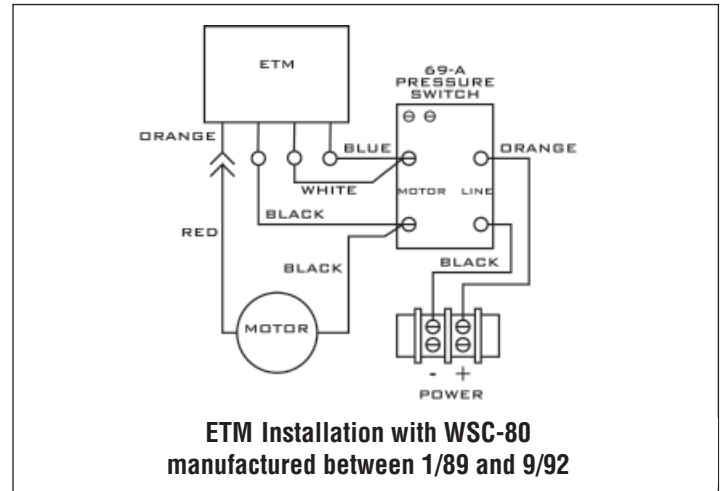 ETM
69-A
PRESSURE
SWITCH
ORANGE
BLUE
ORANGE
WHITE
MOTOR
LINE
BLACK
RED
BLACK
BLACK
MOTOR
- +
POWER
ETM Installation with WSC-80
manufactured between 1/89 and 9/92